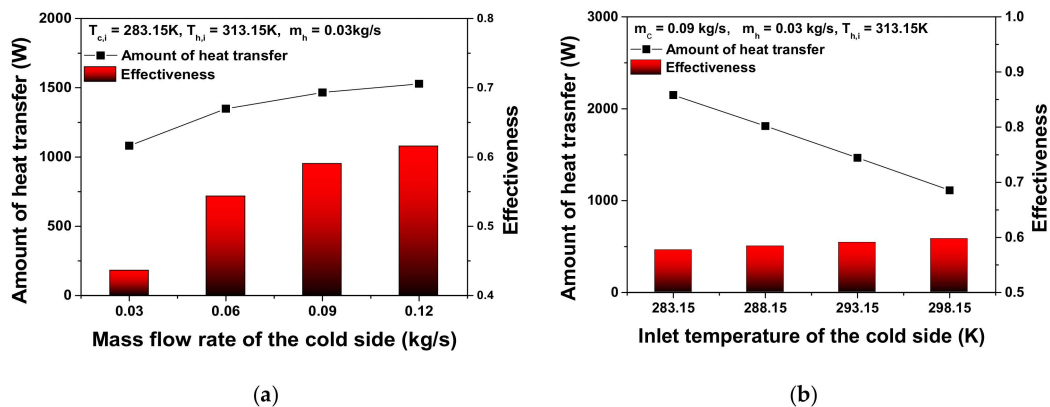 T_c,i = 283.15K, T_h,i = 313.15K, m_h = 0.03kg/s
Amount of heat transfer
Effectiveness
Amount of heat transfer (W)
2000
1500
1000
500
0
0.8
0.7
0.6
0.5
0.4
Effectiveness
0.03 0.06 0.09 0.12
Mass flow rate of the cold side (kg/s)
(a)
m_C = 0.09 kg/s, m_h = 0.03 kg/s, T_h,i = 313.15K
Amount of heat transfer
Effectiveness
Amount of heat trasnfer (W)
3000
2000
1000
0
1.0
0.9
0.8
0.7
0.6
0.5
Effectiveness
283.15 288.15 293.15 298.15
Inlet temperature of the cold side (K)
(b)